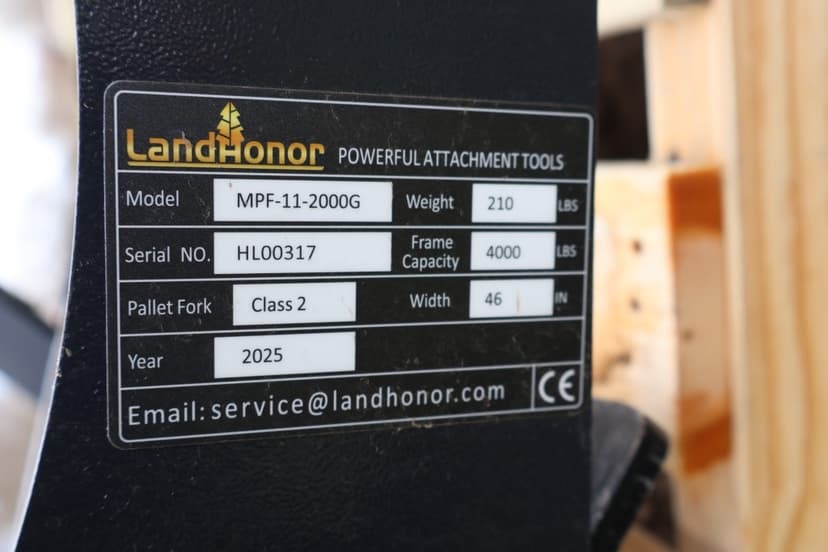 LandHonor POWERFUL ATTACHMENT TOOLS
Model MPF-11-2000G Weight 210 LBS
Serial NO. HL00317 Frame Capacity 4000 LBS
Pallet Fork Class 2 Width 46 IN
Year 2025
Email: service@landhonor.com CE